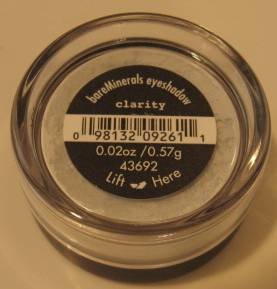 bareMinerals eyeshadow
clarity
0 98132 09261 1
0.02oz /0.57g
43692
Lift Here